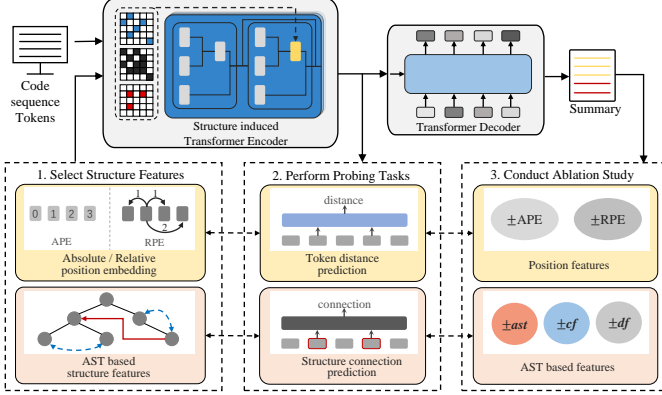 Code
sequence
Tokens
Structure induced
Transformer Encoder
Transformer Decoder
Summary
1. Select Structure Features
0 1 2 3
1 1
2
APE
RPE
Absolute / Relative
position embedding
AST based
structure features
2. Perform Probing Tasks
distance
Token distance
prediction
connection
Structure connection
prediction
3. Conduct Ablation Study
±APE
±RPE
Position features
±ast
±cf
±df
AST based features